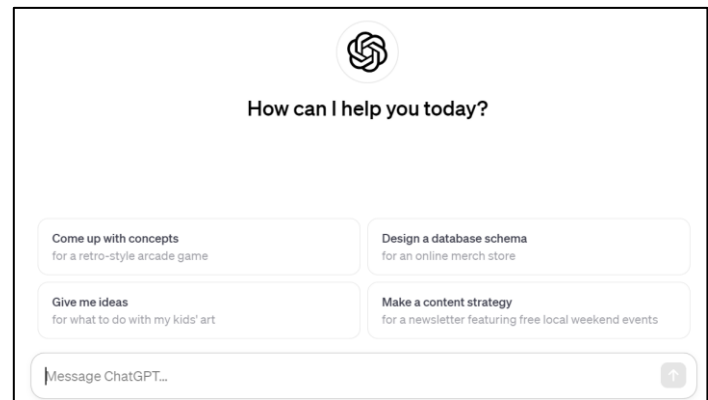 How can I help you today?
Come up with concepts
for a retro-style arcade game
Design a database schema
for an online merch store
Give me ideas
for what to do with my kids' art
Make a content strategy
for a newsletter featuring free local weekend events
Message ChatGPT...